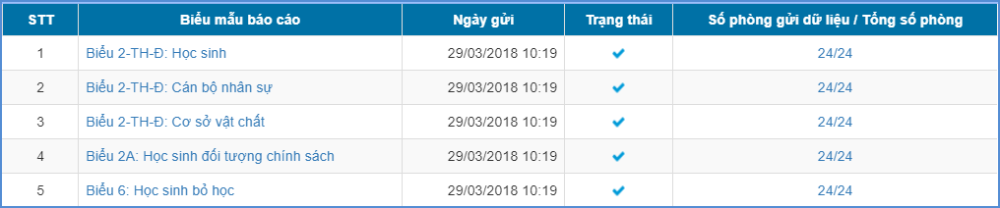 STT Biểu mẫu báo cáo Ngày gửi Trạng thái Số phòng gửi dữ liệu / Tổng số phòng
1 Biểu 2-TH-Đ: Học sinh 29/03/2018 10:19 24/24
2 Biểu 2-TH-Đ: Cán bộ nhân sự 29/03/2018 10:19 24/24
3 Biểu 2-TH-Đ: Cơ sở vật chất 29/03/2018 10:19 24/24
4 Biểu 2A: Học sinh đối tượng chính sách 29/03/2018 10:19 24/24
5 Biểu 6: Học sinh bỏ học 29/03/2018 10:19 24/24